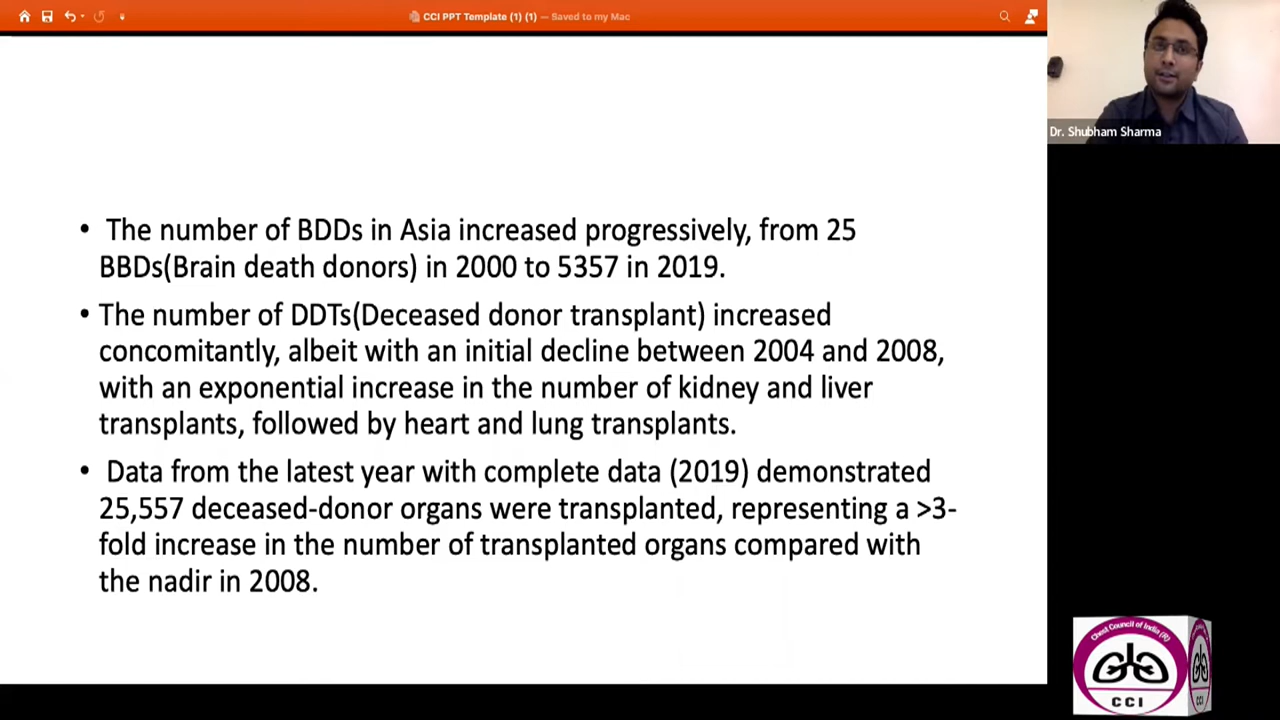 CCI PPT Template (1) (1) — Saved to my Mac
Dr. Shubham Sharma
• The number of BDDs in Asia increased progressively, from 25
BBDs(Brain death donors) in 2000 to 5357 in 2019.
• The number of DDTs(Deceased donor transplant) increased
concomitantly, albeit with an initial decline between 2004 and 2008,
with an exponential increase in the number of kidney and liver
transplants, followed by heart and lung transplants.
• Data from the latest year with complete data (2019) demonstrated
25,557 deceased-donor organs were transplanted, representing a >3-
fold increase in the number of transplanted organs compared with
the nadir in 2008.
Chest Council of India (R)
CCI